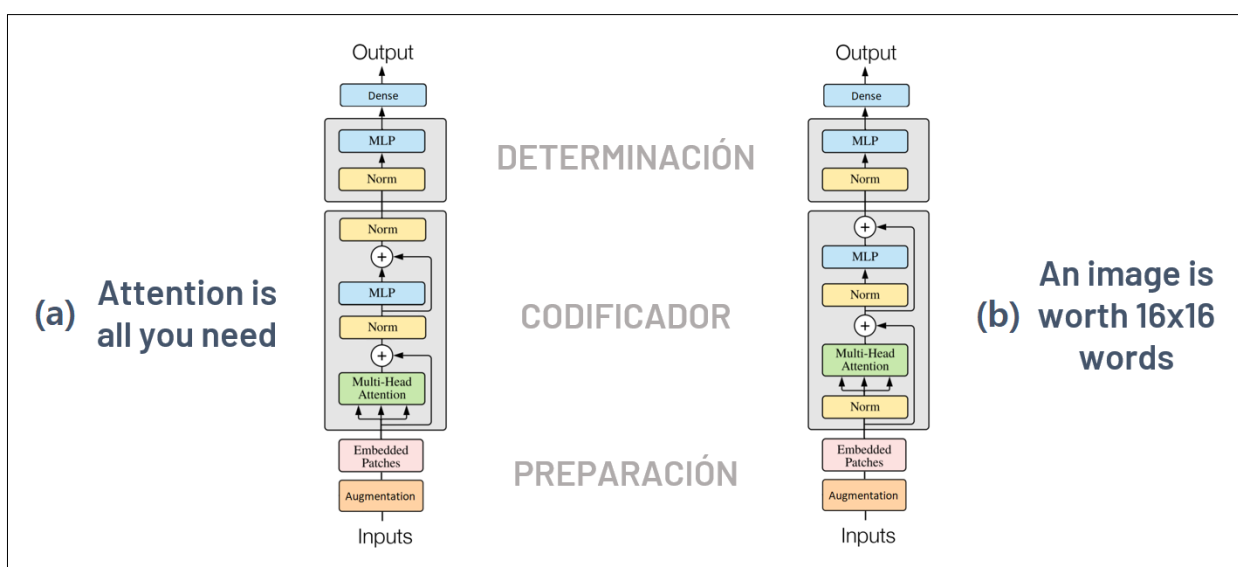 Output
Dense
MLP
Norm
Norm
+
MLP
Norm
+
Multi-Head
Attention
Embedded
Patches
Augmentation
Inputs
(a)
Attention is
all you need
DETERMINACIÓN
CODIFICADOR
PREPARACIÓN
Output
Dense
MLP
Norm
+
MLP
Norm
+
Multi-Head
Attention
Norm
Embedded
Patches
Augmentation
Inputs
(b)
An image is
worth 16x16
words